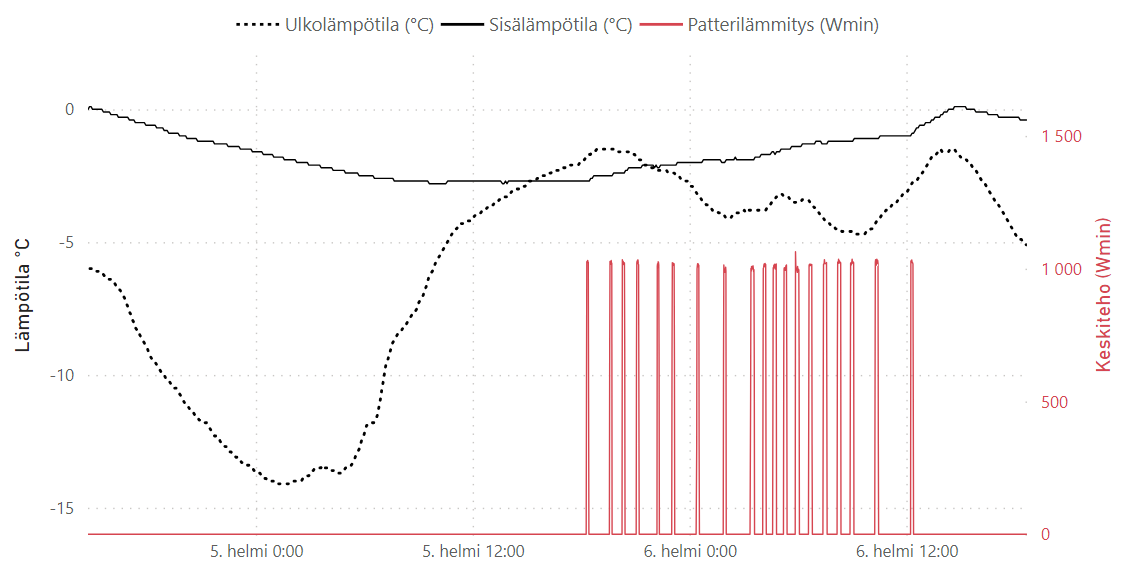 Ulkolämpötila (°C) Sisälämpötila (°C) Patterilämmitys (Wmin)
Lämpötila °C
0
-5
-10
-15
1 500
1 000
500
0
Keskiteho (Wmin)
5. helmi 0:00 5. helmi 12:00 6. helmi 0:00 6. helmi 12:00